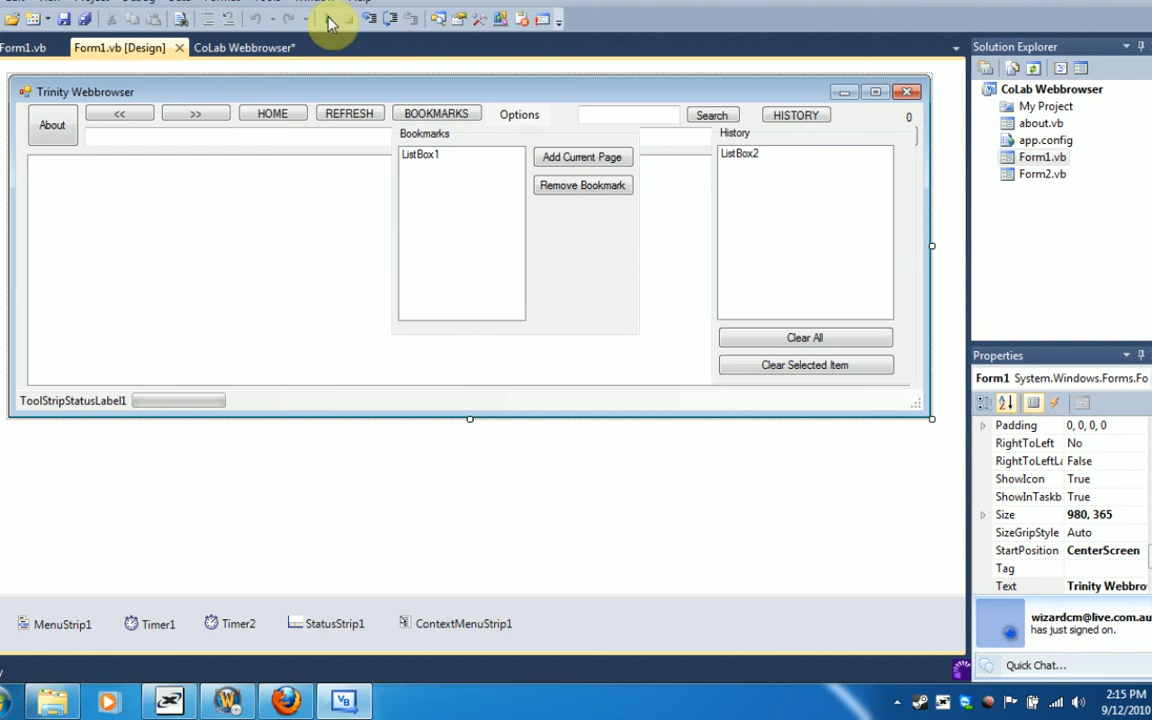 Form1.vb
Form1.vb [Design]
CoLab Webbrowser*
Solution Explorer
CoLab Webbrowser
My Project
about.vb
app.config
Form1.vb
Form2.vb
Trinity Webbrowser
About
<<
>>
HOME
REFRESH
BOOKMARKS
Options
Search
HISTORY
0
Bookmarks
ListBox1
Add Current Page
Remove Bookmark
History
ListBox2
Clear All
Clear Selected Item
ToolStripStatusLabel1
Properties
Form1 System.Windows.Forms.Fo
Padding 0, 0, 0, 0
RightToLeft No
RightToLeftLa False
ShowIcon True
ShowInTaskb True
Size 980, 365
SizeGripStyle Auto
StartPosition CenterScreen
Tag
Text Trinity Webbro
MenuStrip1
Timer1
Timer2
StatusStrip1
ContextMenuStrip1
wizardcm@live.com.au
has just signed on.
Quick Chat...
2:15 PM
9/12/2010